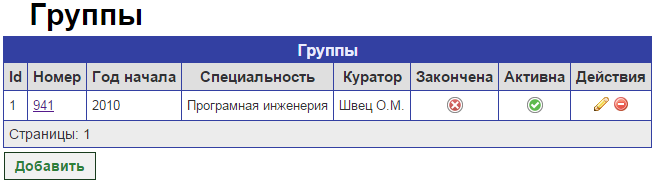 Группы
Группы
Id Номер Год начала Специальность Куратор Закончена Активна Действия
1 941 2010 Програмная инженерия Швец О.М.
Страницы: 1
Добавить